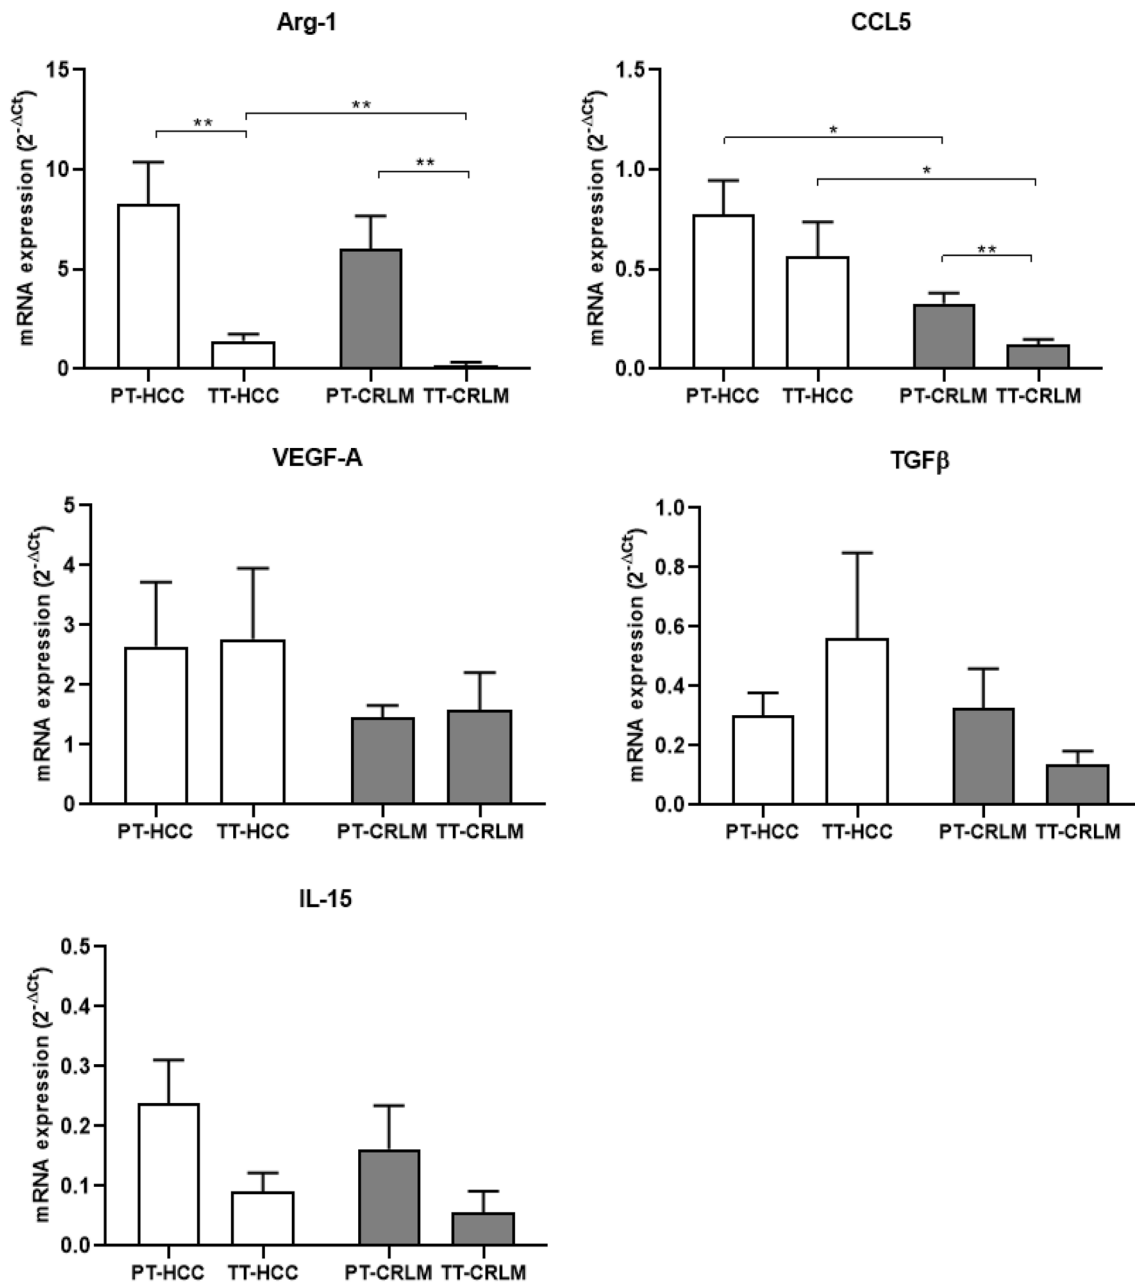 Arg-1
mRNA expression (2^-ΔCt)
15
10
5
0
**
**
**
PT-HCC TT-HCC PT-CRLM TT-CRLM
CCL5
mRNA expression (2^-ΔCt)
1.5
1.0
0.5
0.0
*
*
**
PT-HCC TT-HCC PT-CRLM TT-CRLM
VEGF-A
mRNA expression (2^-ΔCt)
5
4
3
2
1
0
PT-HCC TT-HCC PT-CRLM TT-CRLM
TGFβ
mRNA expression (2^-ΔCt)
1.0
0.8
0.6
0.4
0.2
0.0
PT-HCC TT-HCC PT-CRLM TT-CRLM
IL-15
mRNA expression (2^-ΔCt)
0.5
0.4
0.3
0.2
0.1
0.0
PT-HCC TT-HCC PT-CRLM TT-CRLM